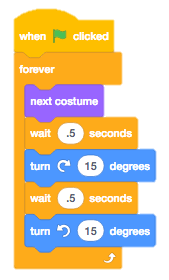 when clicked
forever
next costume
wait .5 seconds
turn 15 degrees
wait .5 seconds
turn 15 degrees